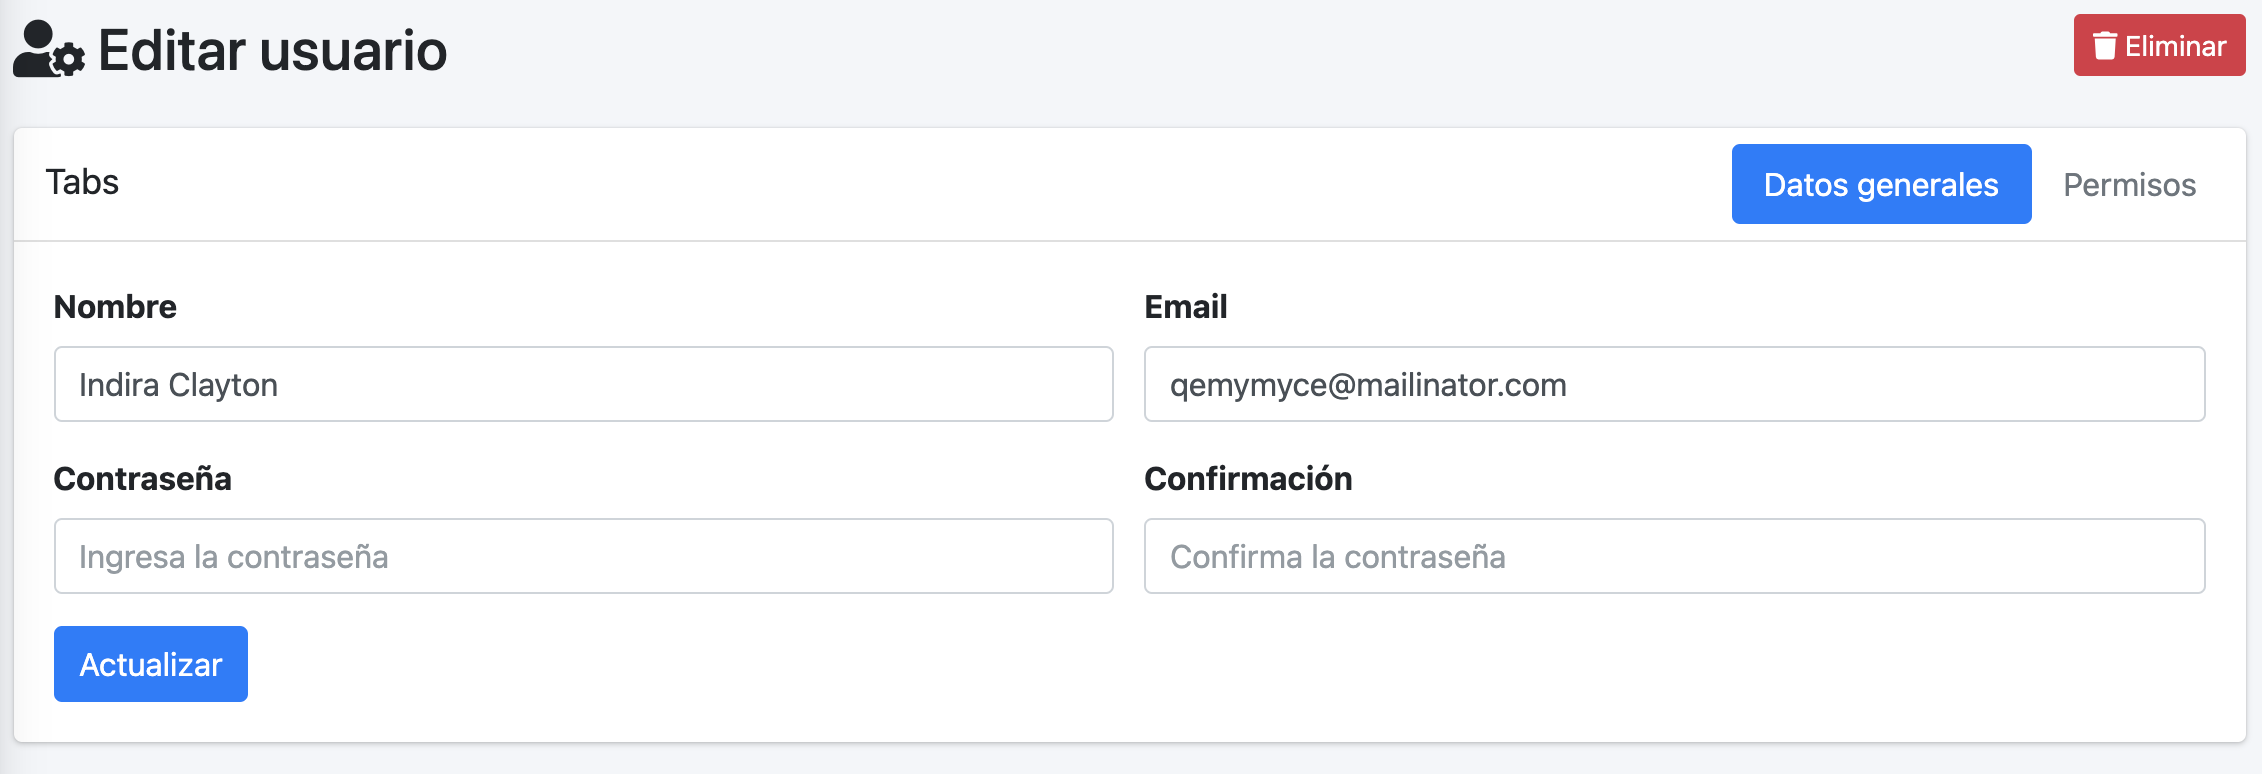 Editar usuario
Eliminar
Tabs
Datos generales
Permisos
Nombre
Email
Indira Clayton
qemymyce@mailinator.com
Contraseña
Confirmación
Ingresa la contraseña
Confirma la contraseña
Actualizar